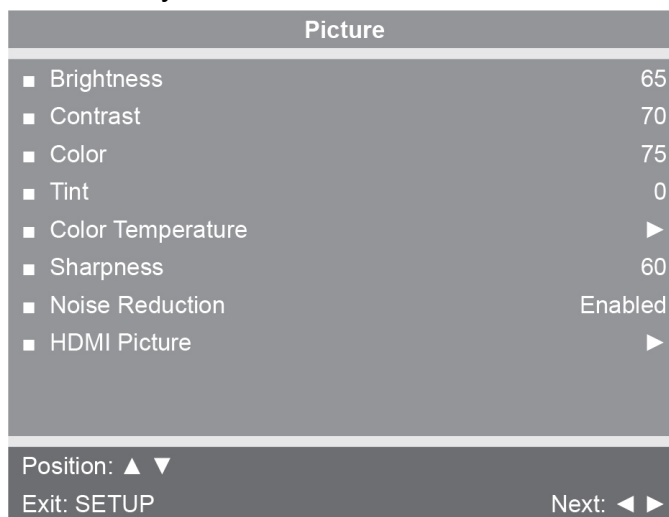 Picture
■ Brightness 65
■ Contrast 70
■ Color 75
■ Tint 0
■ Color Temperature ►
■ Sharpness 60
■ Noise Reduction Enabled
■ HDMI Picture ►
Position: ▲ ▼
Exit: SETUP Next: ◄ ►